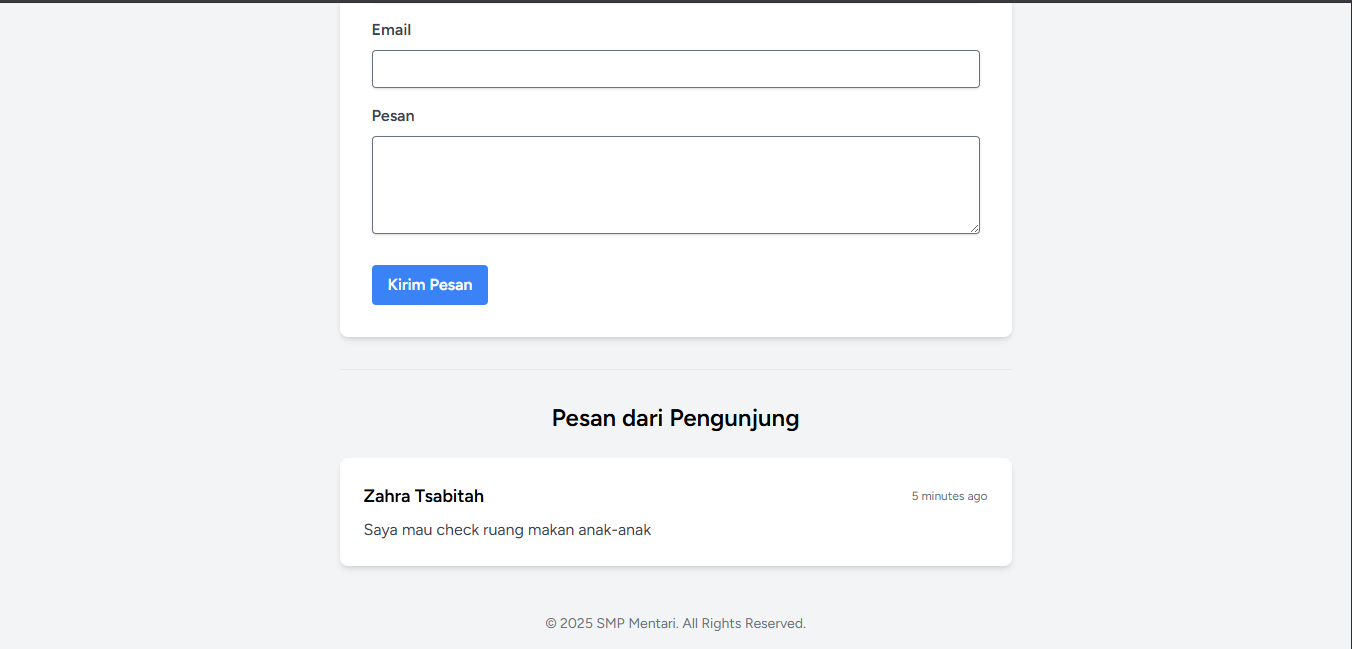 Email
Pesan
Kirim Pesan
Pesan dari Pengunjung
Zahra Tsabitah
5 minutes ago
Saya mau check ruang makan anak-anak
© 2025 SMP Mentari. All Rights Reserved.